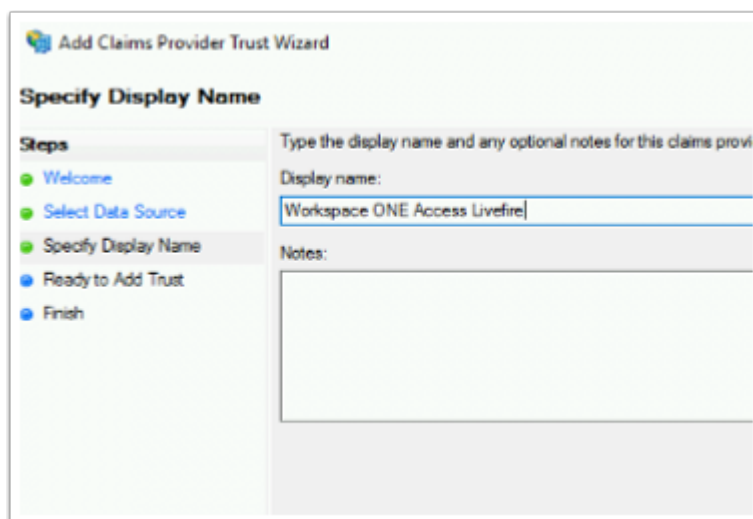 Add Claims Provider Trust Wizard
Specify Display Name
Steps
Welcome
Select Data Source
Specify Display Name
Ready to Add Trust
Finish
Type the display name and any optional notes for this claims provi
Display name:
Workspace ONE Access Livefire
Notes: